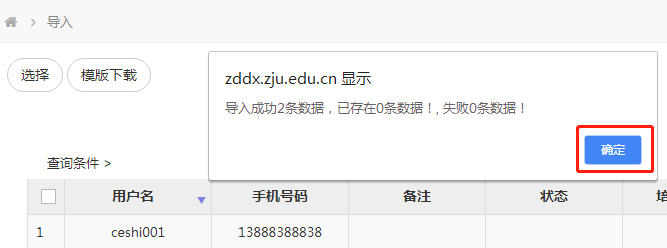 导入
选择 模版下载
zddx.zju.edu.cn 显示
导入成功2条数据，已存在0条数据！, 失败0条数据！
确定
查询条件 >
用户名 手机号码 备注 状态 培
1 ceshi001 13888388838